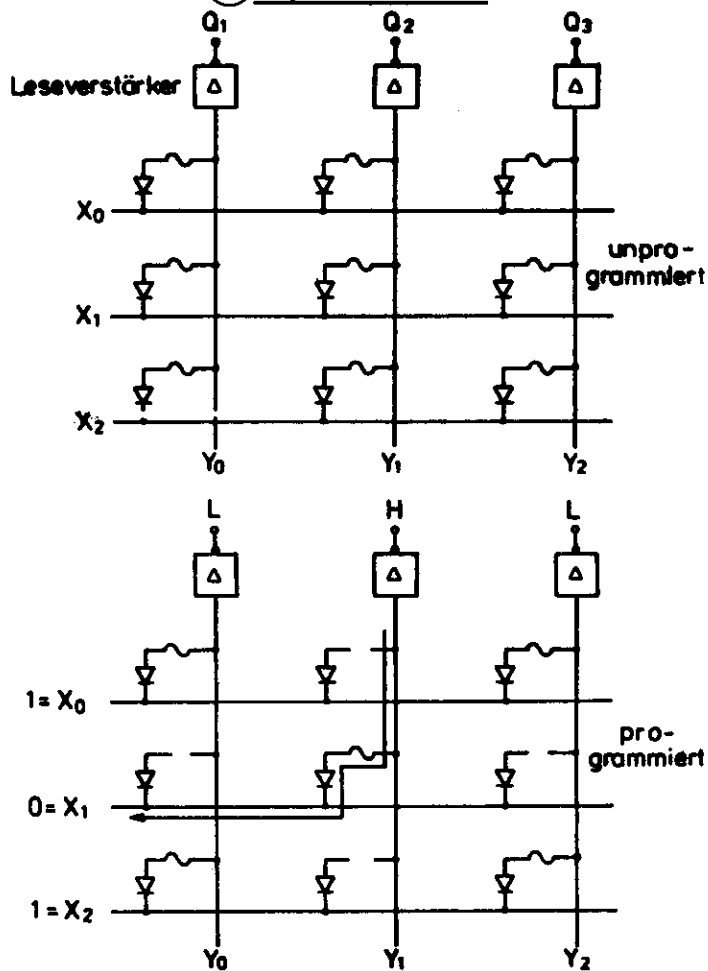 Q1 Q2 Q3
Leseverstärker Δ Δ Δ
X0
unpro-
grammiert
X1
X2
Y0 Y1 Y2
L H L
Δ Δ Δ
1 = X0
pro-
grammiert
0 = X1
1 = X2
Y0 Y1 Y2